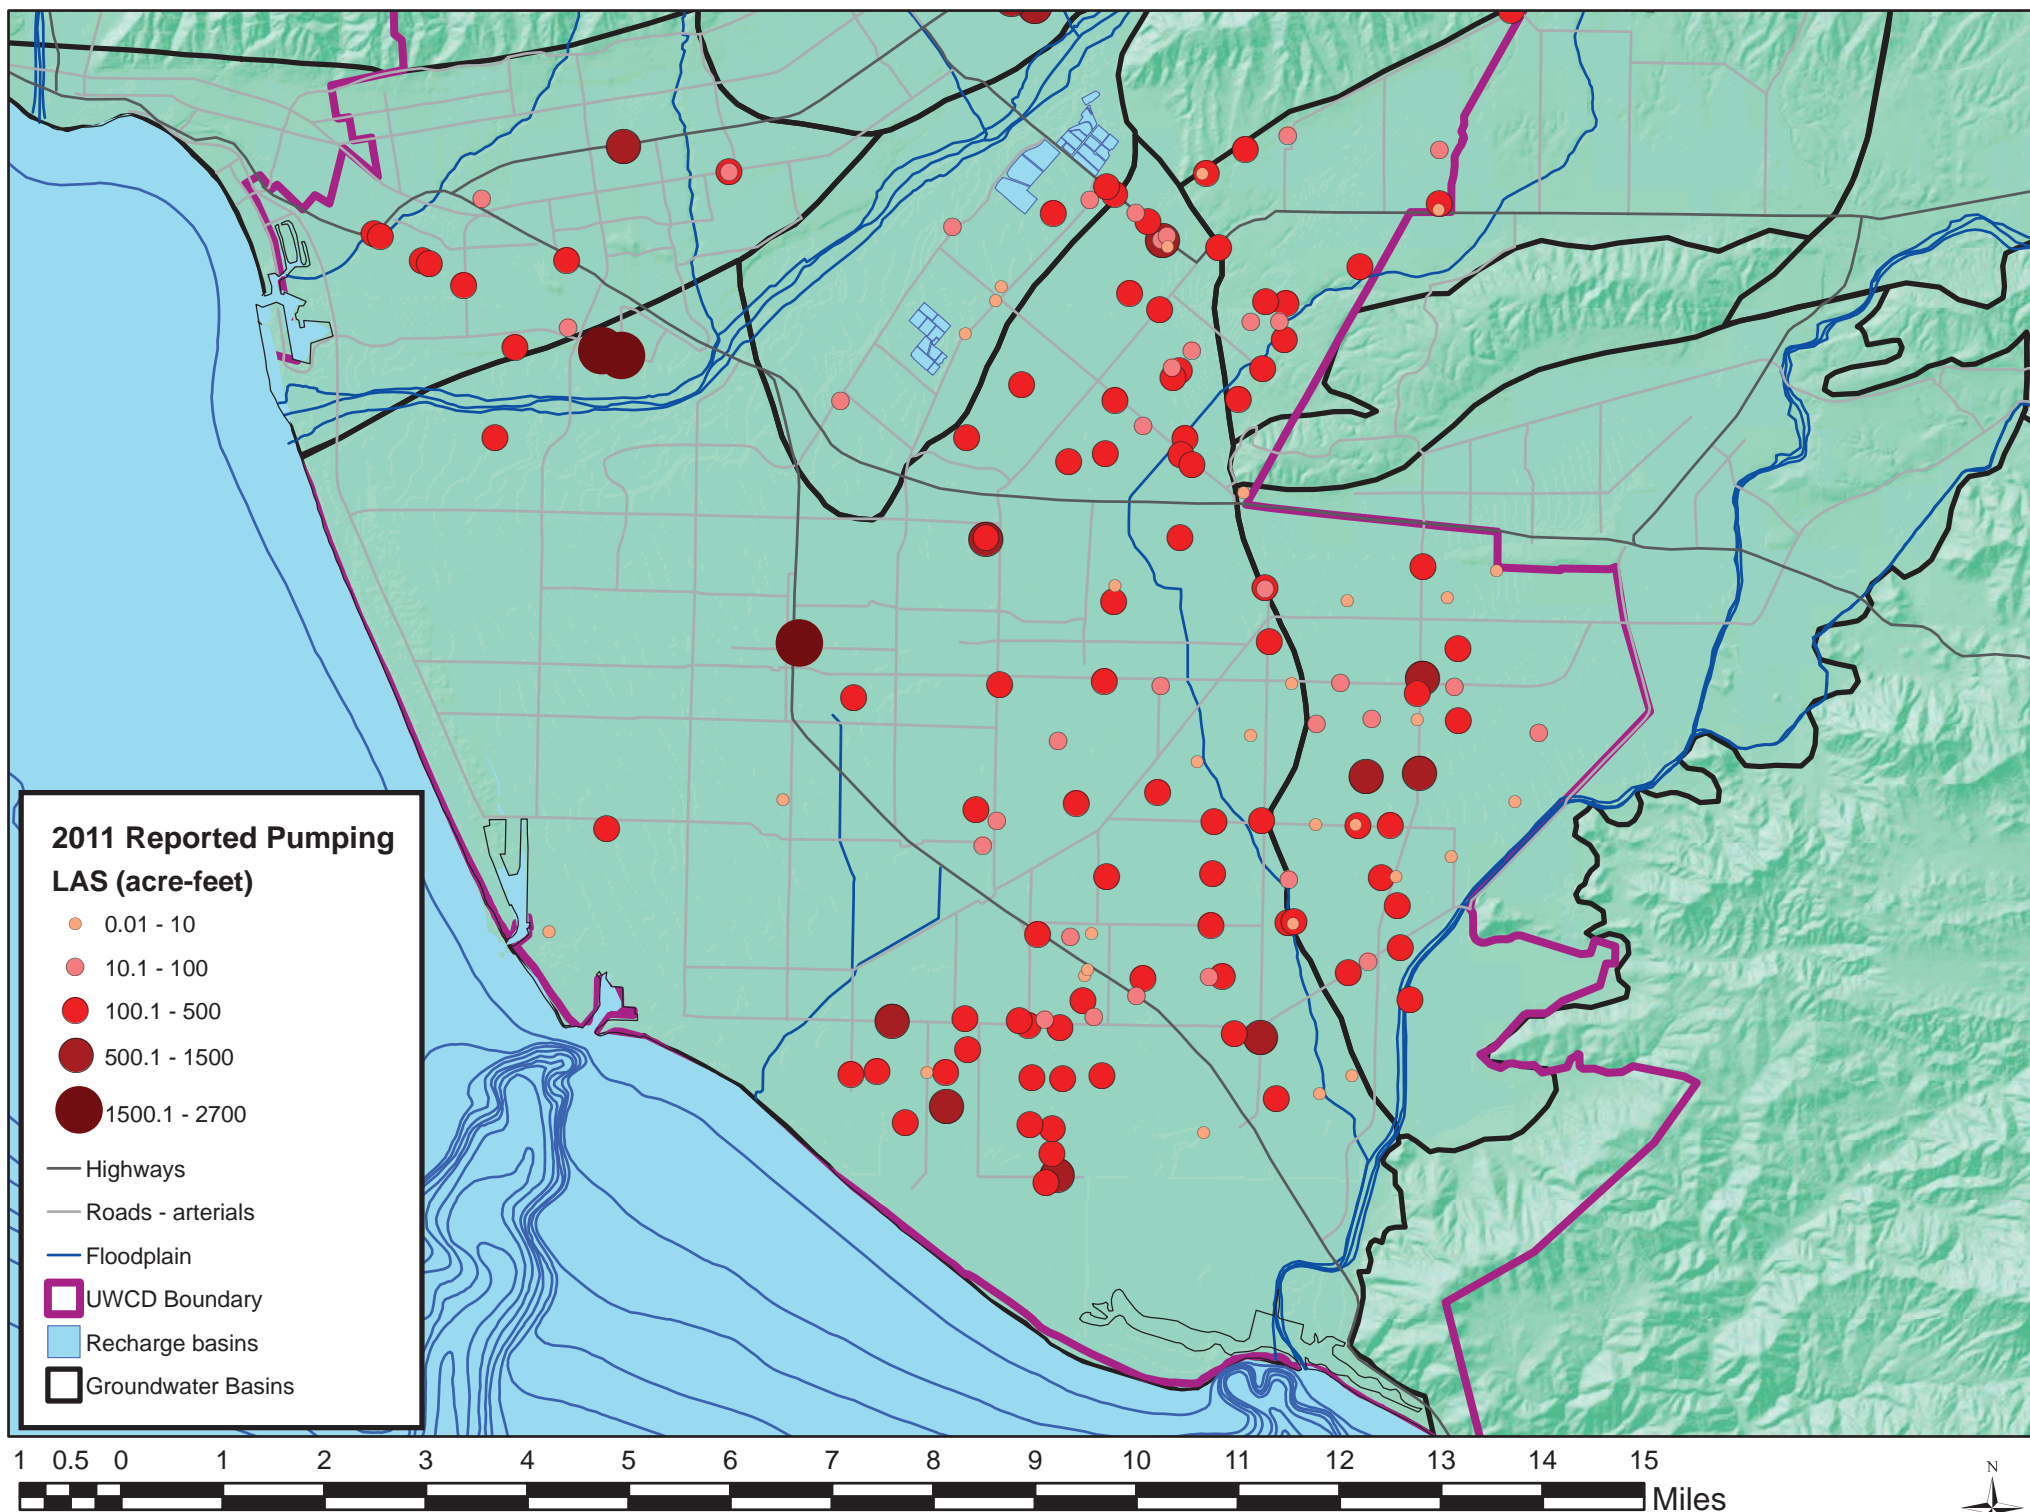 2011 Reported Pumping
LAS (acre-feet)
0.01 - 10
10.1 - 100
100.1 - 500
500.1 - 1500
1500.1 - 2700
Highways
Roads - arterials
Floodplain
UWCD Boundary
Recharge basins
Groundwater Basins
1 0.5 0 1 2 3 4 5 6 7 8 9 10 11 12 13 14 15
Miles
N